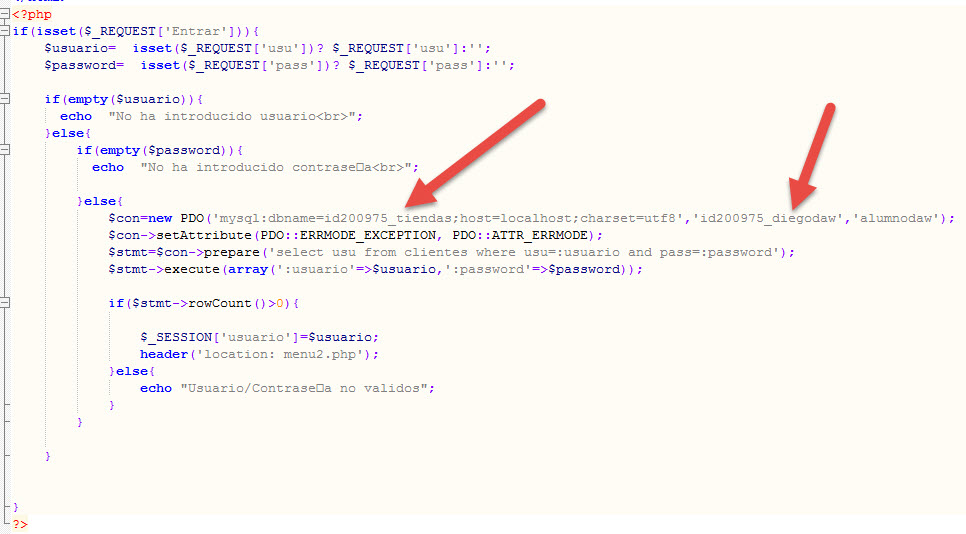 <?php
if(isset($_REQUEST['Entrar'])){
$usuario=  isset($_REQUEST['usu'])? $_REQUEST['usu']:'';
$password=  isset($_REQUEST['pass'])? $_REQUEST['pass']:'';
if(empty($usuario)){
echo  "No ha introducido usuario<br>";
}else{
if(empty($password)){
echo  "No ha introducido contrase□a<br>";
}else{
$con=new PDO('mysql:dbname=id200975_tiendas;host=localhost;charset=utf8','id200975_diegodaw','alumnodaw');
$con->setAttribute(PDO::ERRMODE_EXCEPTION, PDO::ATTR_ERRMODE);
$stmt=$con->prepare('select usu from clientes where usu=:usuario and pass=:password');
$stmt->execute(array(':usuario'=>$usuario,':password'=>$password));
if($stmt->rowCount()>0){
$_SESSION['usuario']=$usuario;
header('location: menu2.php');
}else{
echo "Usuario/Contrase□a no validos";
}
}
}
}
?>